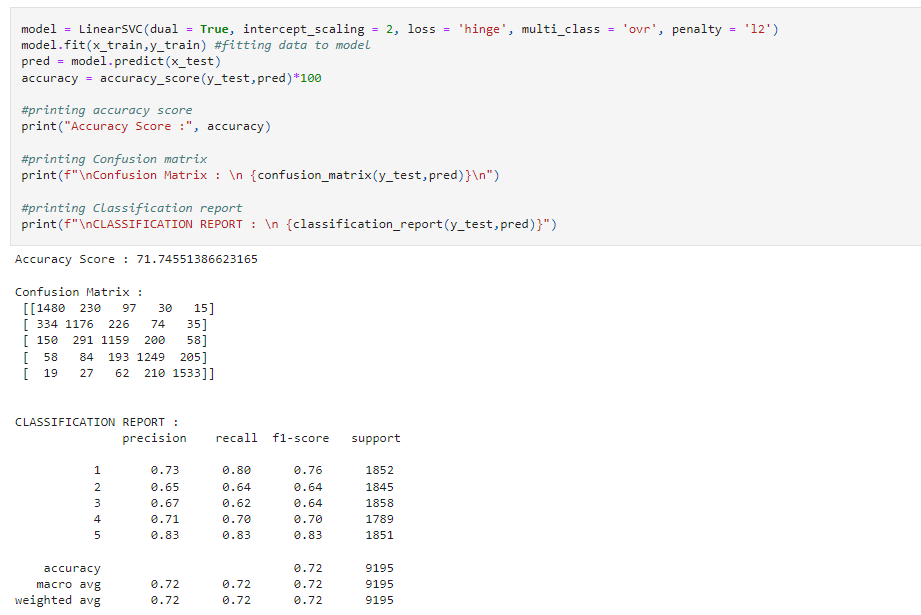 model = LinearSVC(dual = True, intercept_scaling = 2, loss = 'hinge', multi_class = 'ovr', penalty = 'l2')
model.fit(x_train,y_train) #fitting data to model
pred = model.predict(x_test)
accuracy = accuracy_score(y_test,pred)*100
#printing accuracy score
print("Accuracy Score :", accuracy)
#printing Confusion matrix
print(f"\nConfusion Matrix : \n {confusion_matrix(y_test,pred)}\n")
#printing Classification report
print(f"\nCLASSIFICATION REPORT : \n {classification_report(y_test,pred)}")
Accuracy Score : 71.74551386623165
Confusion Matrix :
[[1480  230   97   30   15]
[ 334 1176  226   74   35]
[ 150  291 1159  200   58]
[  58   84  193 1249  205]
[  19   27   62  210 1533]]
CLASSIFICATION REPORT :
precision    recall  f1-score   support
1       0.73      0.80      0.76      1852
2       0.65      0.64      0.64      1845
3       0.67      0.62      0.64      1858
4       0.71      0.70      0.70      1789
5       0.83      0.83      0.83      1851
accuracy                           0.72      9195
macro avg       0.72      0.72      0.72      9195
weighted avg       0.72      0.72      0.72      9195